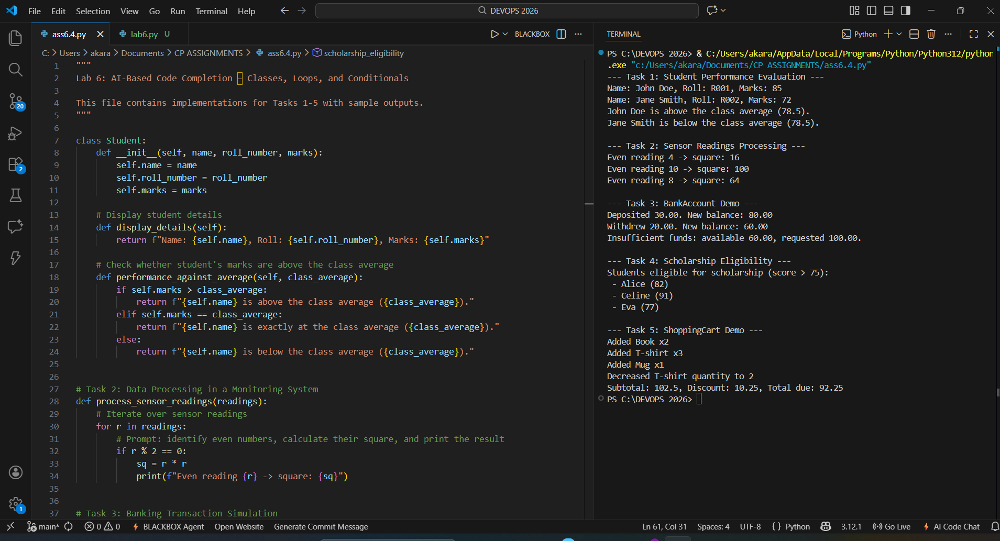 File Edit Selection View Go Run Terminal Help
DEVOPS 2026
ass6.4.py
lab6.py U
BLACKBOX
C: > Users > akara > Documents > CP ASSIGNMENTS > ass6.4.py > scholarship_eligibility
1 """
2 Lab 6: AI-Based Code Completion – Classes, Loops, and Conditionals
3
4 This file contains implementations for Tasks 1-5 with sample outputs.
5 """
6
7 class Student:
8 def __init__(self, name, roll_number, marks):
9 self.name = name
10 self.roll_number = roll_number
11 self.marks = marks
12
13 # Display student details
14 def display_details(self):
15 return f"Name: {self.name}, Roll: {self.roll_number}, Marks: {self.marks}"
16
17 # Check whether student's marks are above the class average
18 def performance_against_average(self, class_average):
19 if self.marks > class_average:
20 return f"{self.name} is above the class average ({class_average})."
21 elif self.marks == class_average:
22 return f"{self.name} is exactly at the class average ({class_average})."
23 else:
24 return f"{self.name} is below the class average ({class_average})."
25
26
27 # Task 2: Data Processing in a Monitoring System
28 def process_sensor_readings(readings):
29 # Iterate over sensor readings
30 for r in readings:
31 # Prompt: identify even numbers, calculate their square, and print the result
32 if r % 2 == 0:
33 sq = r * r
34 print(f"Even reading {r} -> square: {sq}")
35
36
37 # Task 3: Banking Transaction Simulation
TERMINAL
Python
PS C:\DEVOPS 2026> & C:/Users/akara/AppData/Local/Programs/Python/Python312/python
.exe "c:/Users/akara/Documents/CP ASSIGNMENTS/ass6.4.py"
--- Task 1: Student Performance Evaluation ---
Name: John Doe, Roll: R001, Marks: 85
Name: Jane Smith, Roll: R002, Marks: 72
John Doe is above the class average (78.5).
Jane Smith is below the class average (78.5).
--- Task 2: Sensor Readings Processing ---
Even reading 4 -> square: 16
Even reading 10 -> square: 100
Even reading 8 -> square: 64
--- Task 3: BankAccount Demo ---
Deposited 30.00. New balance: 80.00
Withdrew 20.00. New balance: 60.00
Insufficient funds: available 60.00, requested 100.00.
--- Task 4: Scholarship Eligibility ---
Students eligible for scholarship (score > 75):
- Alice (82)
- Celine (91)
- Eva (77)
--- Task 5: ShoppingCart Demo ---
Added Book x2
Added T-shirt x3
Added Mug x1
Decreased T-shirt quantity to 2
Subtotal: 102.5, Discount: 10.25, Total due: 92.25
PS C:\DEVOPS 2026>
20
2
1
main* 0 0 BLACKBOX Agent Open Website Generate Commit Message
Ln 61, Col 31 Spaces: 4 UTF-8 {} Python 3.12.1 Go Live AI Code Chat